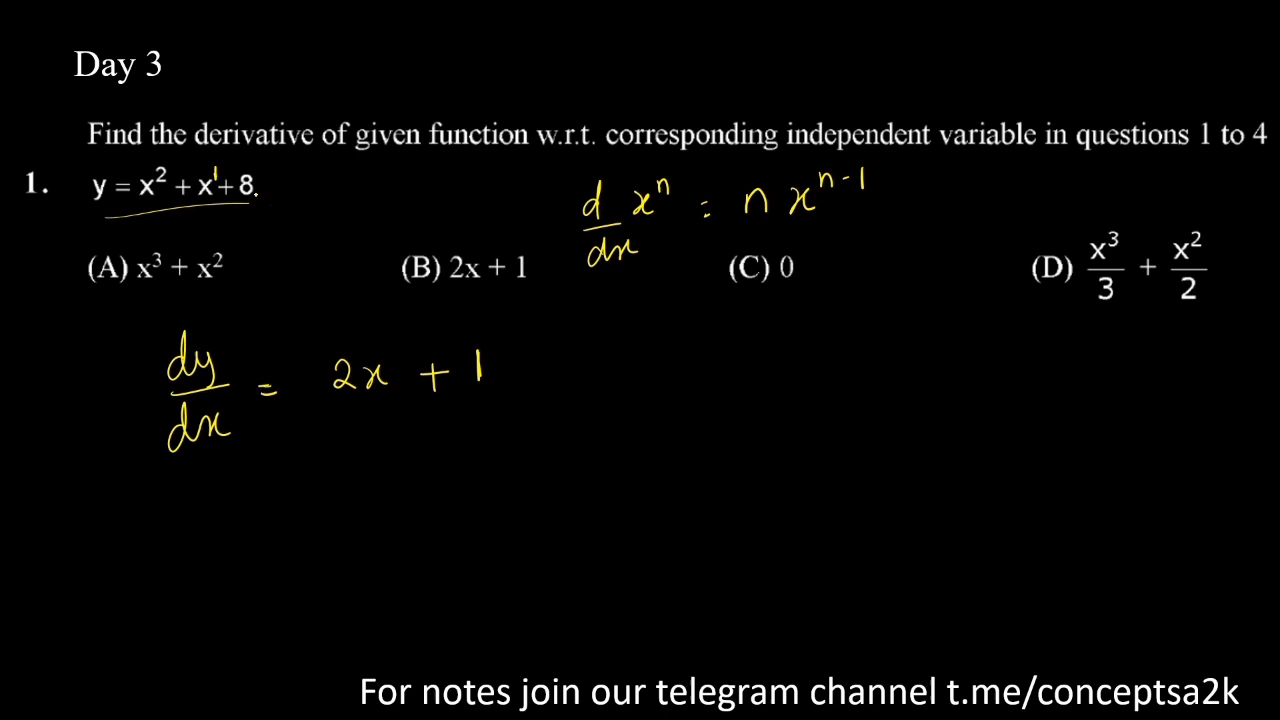 Day 3
Find the derivative of given function w.r.t. corresponding independent variable in questions 1 to 4
1. y = x² + x¹ + 8.
d/dx xⁿ = n xⁿ⁻¹
(A) x³ + x² (B) 2x + 1 (C) 0 (D) x³/3 + x²/2
dy/dx = 2x + 1
For notes join our telegram channel t.me/conceptsa2k